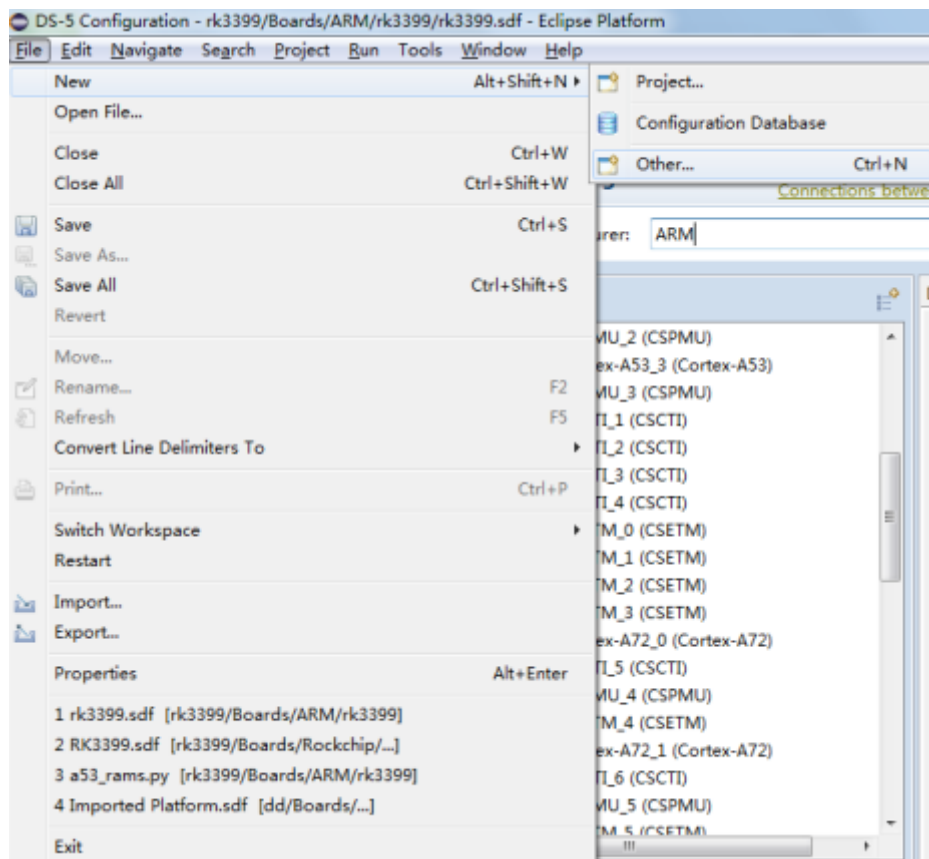 DS-5 Configuration - rk3399/Boards/ARM/rk3399/rk3399.sdf - Eclipse Platform
File Edit Navigate Search Project Run Tools Window Help
New Alt+Shift+N
Open File...
Close Ctrl+W
Close All Ctrl+Shift+W
Save Ctrl+S
Save As...
Save All Ctrl+Shift+S
Revert
Move...
Rename... F2
Refresh F5
Convert Line Delimiters To
Print... Ctrl+P
Switch Workspace
Restart
Import...
Export...
Properties Alt+Enter
1 rk3399.sdf [rk3399/Boards/ARM/rk3399]
2 RK3399.sdf [rk3399/Boards/Rockchip/...]
3 a53_rams.py [rk3399/Boards/ARM/rk3399]
4 Imported Platform.sdf [dd/Boards/...]
Exit
Project...
Configuration Database
Other... Ctrl+N
Connections betwe
urer: ARM
MU_2 (CSPMU)
ex-A53_3 (Cortex-A53)
MU_3 (CSPMU)
TI_1 (CSCTI)
TI_2 (CSCTI)
TI_3 (CSCTI)
TI_4 (CSCTI)
TM_0 (CSETM)
TM_1 (CSETM)
TM_2 (CSETM)
TM_3 (CSETM)
ex-A72_0 (Cortex-A72)
TI_5 (CSCTI)
MU_4 (CSPMU)
TM_4 (CSETM)
ex-A72_1 (Cortex-A72)
TI_6 (CSCTI)
MU_5 (CSPMU)
TM_5 (CSETM)